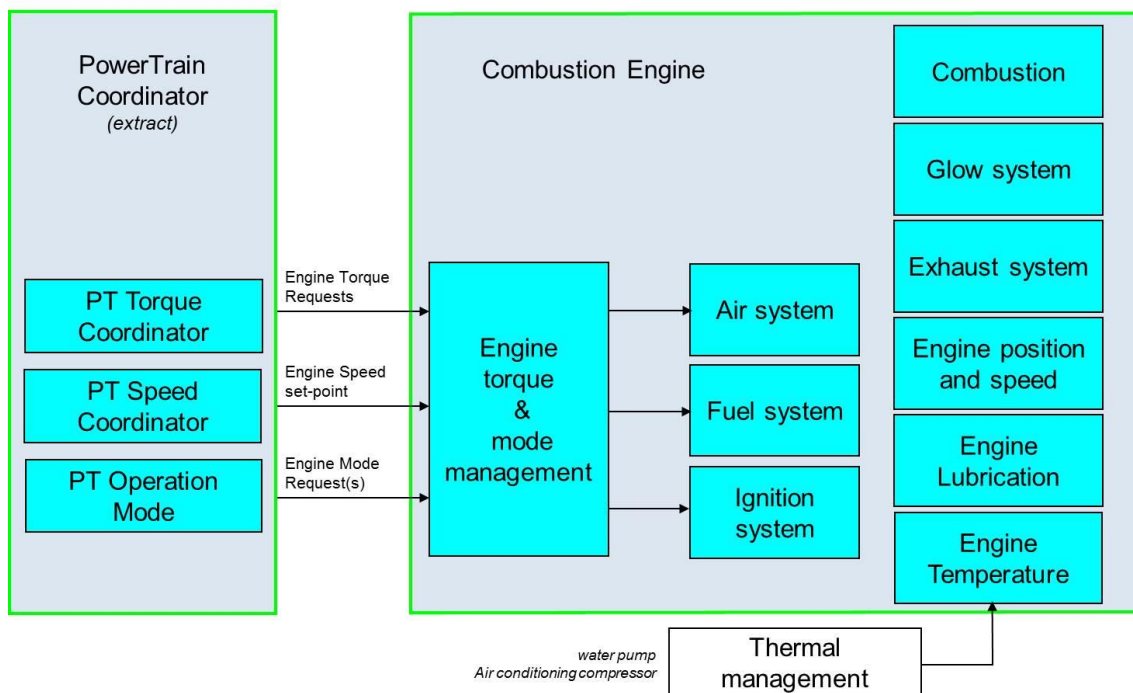 PowerTrain
Coordinator
(extract)
PT Torque
Coordinator
PT Speed
Coordinator
PT Operation
Mode
Engine Torque
Requests
Engine Speed
set-point
Engine Mode
Request(s)
Combustion Engine
Engine
torque
&
mode
management
Air system
Fuel system
Ignition
system
Combustion
Glow system
Exhaust system
Engine position
and speed
Engine
Lubrication
Engine
Temperature
water pump
Air conditioning compressor
Thermal
management